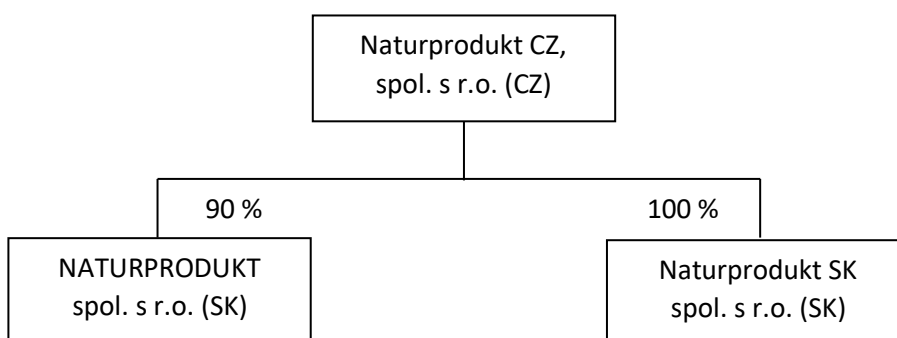 Naturprodukt CZ,
spol. s r.o. (CZ)
90 %
100 %
NATURPRODUKT
spol. s r.o. (SK)
Naturprodukt SK
spol. s r.o. (SK)